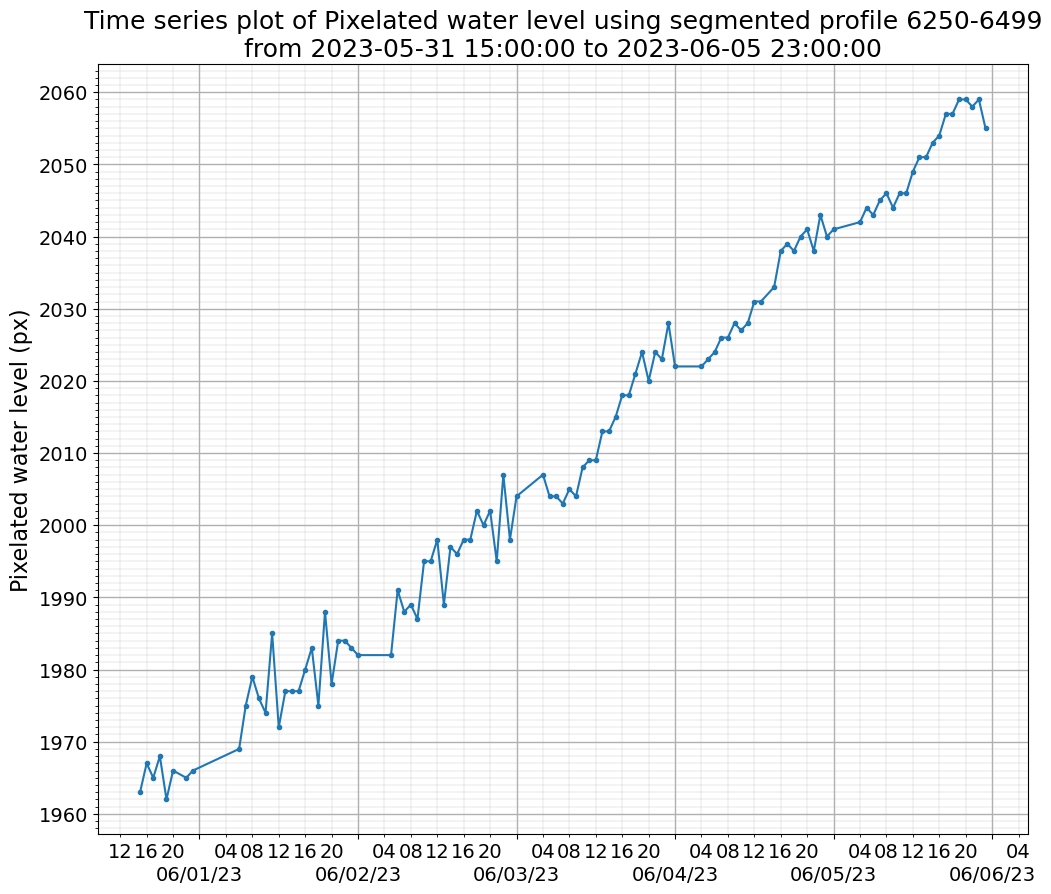 Time series plot of Pixelated water level using segmented profile 6250-6499
from 2023-05-31 15:00:00 to 2023-06-05 23:00:00
Pixelated water level (px)
2060
2050
2040
2030
2020
2010
2000
1990
1980
1970
1960
12 16 20 04 08 12 16 20 04 08 12 16 20 04 08 12 16 20 04 08 12 16 20 04 08 12 16 20 04
06/01/23 06/02/23 06/03/23 06/04/23 06/05/23 06/06/23